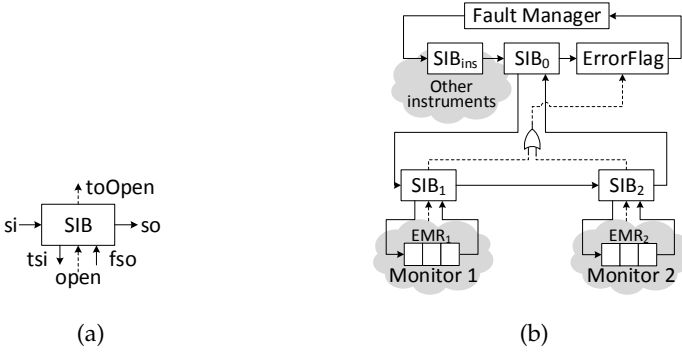 toOpen
si SIB so
tsi fso
open
(a)
Fault Manager
SIBins SIB0 ErrorFlag
Other
instruments
SIB1 SIB2
EMR1 EMR2
Monitor 1 Monitor 2
(b)